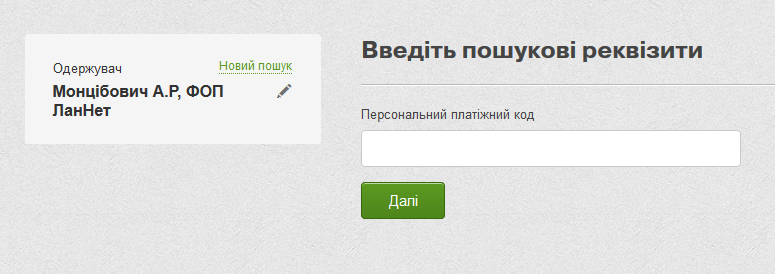 Одержувач
Новий пошук
Монцібович А.Р, ФОП
ЛанНет
Введіть пошукові реквізити
Персональний платіжний код
Далі